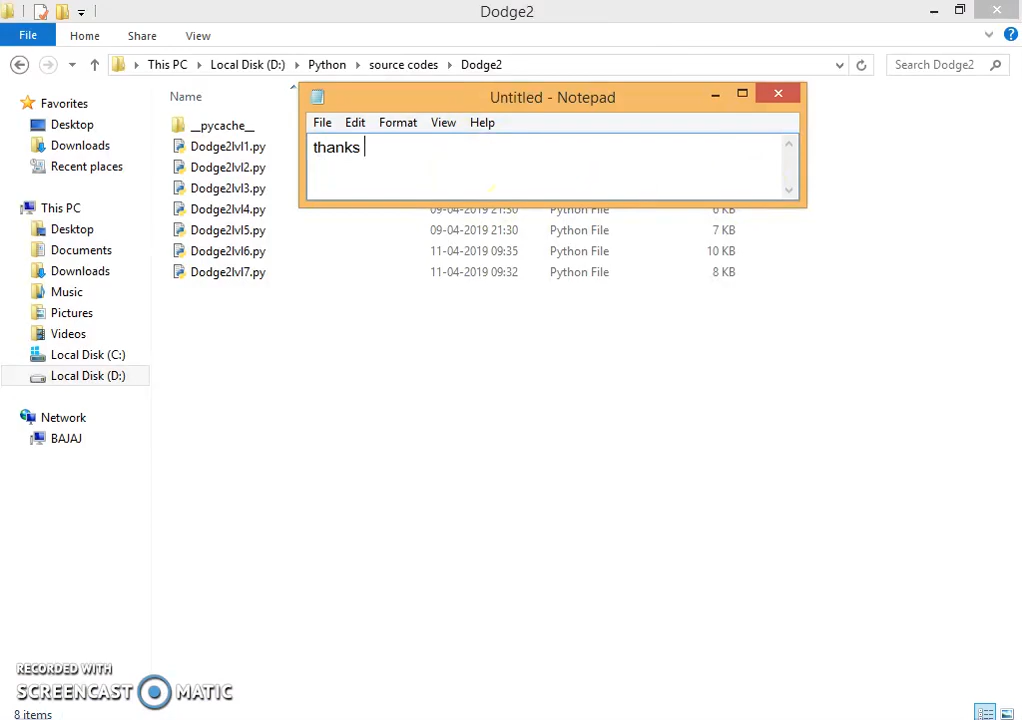 Dodge2
File Home Share View
This PC Local Disk (D:) Python source codes Dodge2
Search Dodge2
Untitled - Notepad
File Edit Format View Help
thanks
Name
__pycache__
Dodge2lvl1.py
Dodge2lvl2.py
Dodge2lvl3.py
Dodge2lvl4.py 09-04-2019 21:30 Python File 6 KB
Dodge2lvl5.py 09-04-2019 21:30 Python File 7 KB
Dodge2lvl6.py 11-04-2019 09:35 Python File 10 KB
Dodge2lvl7.py 11-04-2019 09:32 Python File 8 KB
Favorites
Desktop
Downloads
Recent places
This PC
Desktop
Documents
Downloads
Music
Pictures
Videos
Local Disk (C:)
Local Disk (D:)
Network
BAJAJ
RECORDED WITH
SCREENCAST MATIC
8 items